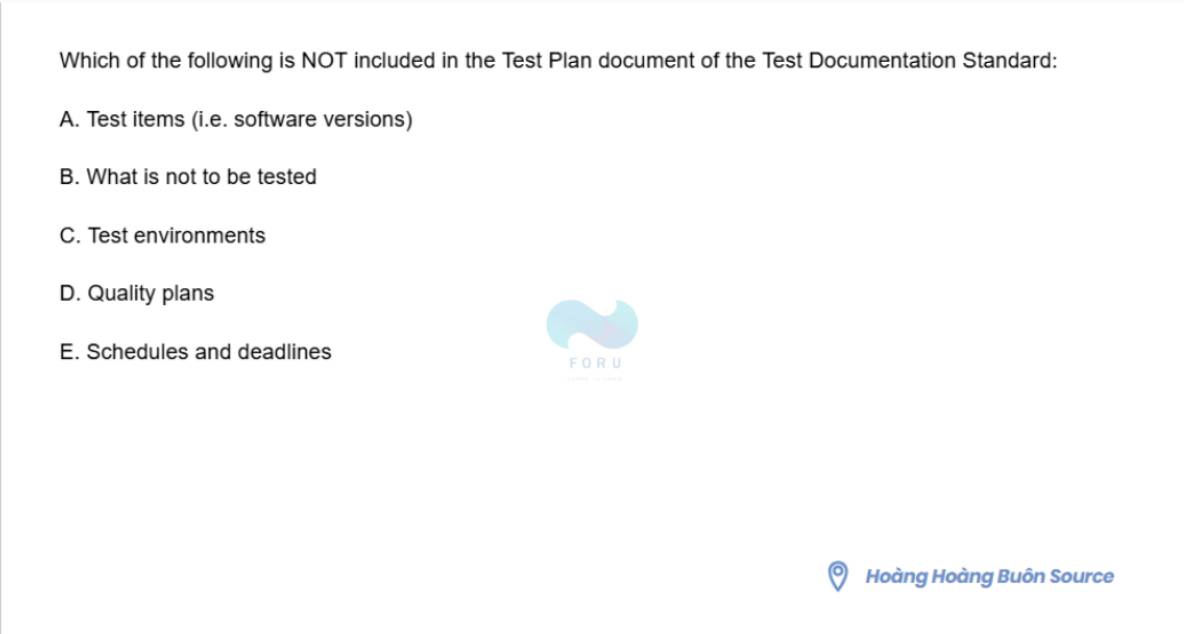 Which of the following is NOT included in the Test Plan document of the Test Documentation Standard:
A. Test items (i.e. software versions)
B. What is not to be tested
C. Test environments
D. Quality plans
E. Schedules and deadlines
FORU
Hoàng Hoàng Buôn Source